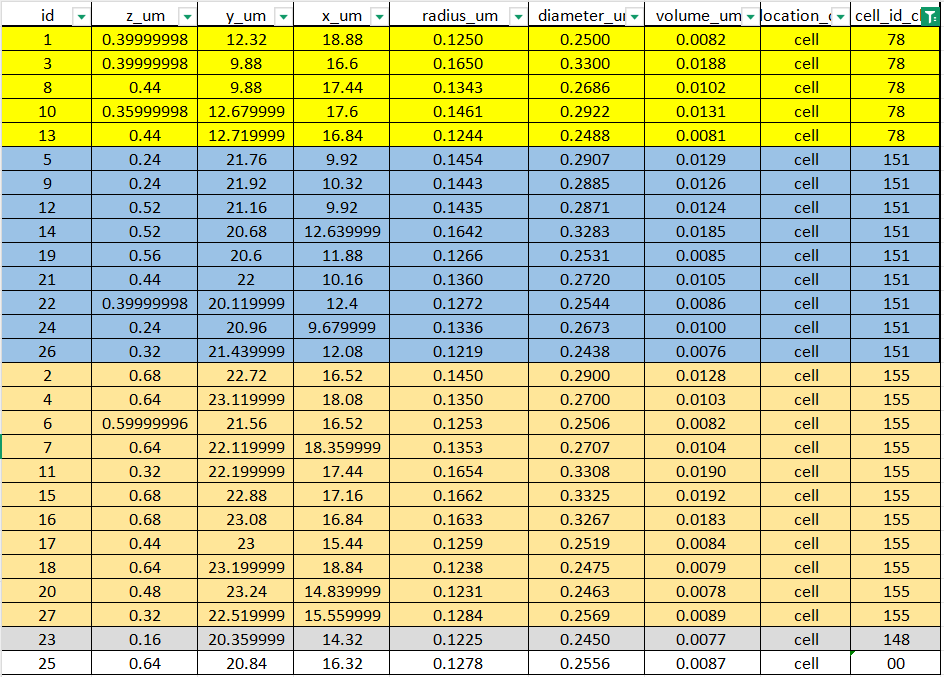 id z_um y_um x_um radius_um diameter_u volume_um location_ cell_id_c
1 0.39999998 12.32 18.88 0.1250 0.2500 0.0082 cell 78
3 0.39999998 9.88 16.6 0.1650 0.3300 0.0188 cell 78
8 0.44 9.88 17.44 0.1343 0.2686 0.0102 cell 78
10 0.35999998 12.679999 17.6 0.1461 0.2922 0.0131 cell 78
13 0.44 12.719999 16.84 0.1244 0.2488 0.0081 cell 78
5 0.24 21.76 9.92 0.1454 0.2907 0.0129 cell 151
9 0.24 21.92 10.32 0.1443 0.2885 0.0126 cell 151
12 0.52 21.16 9.92 0.1435 0.2871 0.0124 cell 151
14 0.52 20.68 12.639999 0.1642 0.3283 0.0185 cell 151
19 0.56 20.6 11.88 0.1266 0.2531 0.0085 cell 151
21 0.44 22 10.16 0.1360 0.2720 0.0105 cell 151
22 0.39999998 20.119999 12.4 0.1272 0.2544 0.0086 cell 151
24 0.24 20.96 9.679999 0.1336 0.2673 0.0100 cell 151
26 0.32 21.439999 12.08 0.1219 0.2438 0.0076 cell 151
2 0.68 22.72 16.52 0.1450 0.2900 0.0128 cell 155
4 0.64 23.119999 18.08 0.1350 0.2700 0.0103 cell 155
6 0.59999996 21.56 16.52 0.1253 0.2506 0.0082 cell 155
7 0.64 22.119999 18.359999 0.1353 0.2707 0.0104 cell 155
11 0.32 22.199999 17.44 0.1654 0.3308 0.0190 cell 155
15 0.68 22.88 17.16 0.1662 0.3325 0.0192 cell 155
16 0.68 23.08 16.84 0.1633 0.3267 0.0183 cell 155
17 0.44 23 15.44 0.1259 0.2519 0.0084 cell 155
18 0.64 23.199999 18.84 0.1238 0.2475 0.0079 cell 155
20 0.48 23.24 14.839999 0.1231 0.2463 0.0078 cell 155
27 0.32 22.519999 15.559999 0.1284 0.2569 0.0089 cell 155
23 0.16 20.359999 14.32 0.1225 0.2450 0.0077 cell 148
25 0.64 20.84 16.32 0.1278 0.2556 0.0087 cell 00